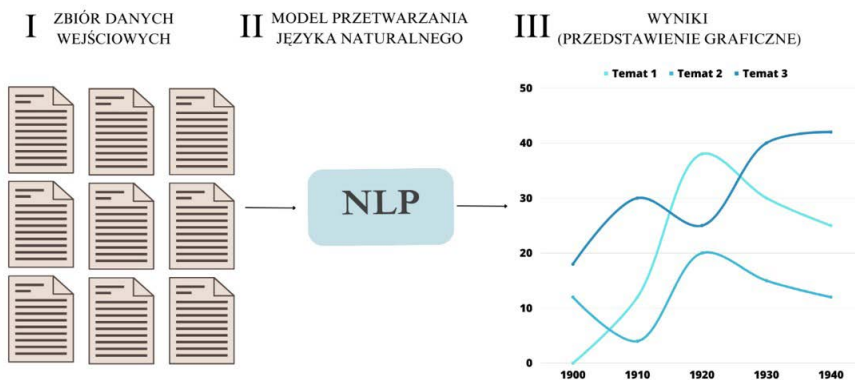 I ZBIÓR DANYCH
WEJŚCIOWYCH
II MODEL PRZETWARZANIA
JĘZYKA NATURALNEGO
III WYNIKI
(PRZEDSTAWIENIE GRAFICZNE)
NLP
Temat 1 Temat 2 Temat 3
50
40
30
20
10
0
1900 1910 1920 1930 1940